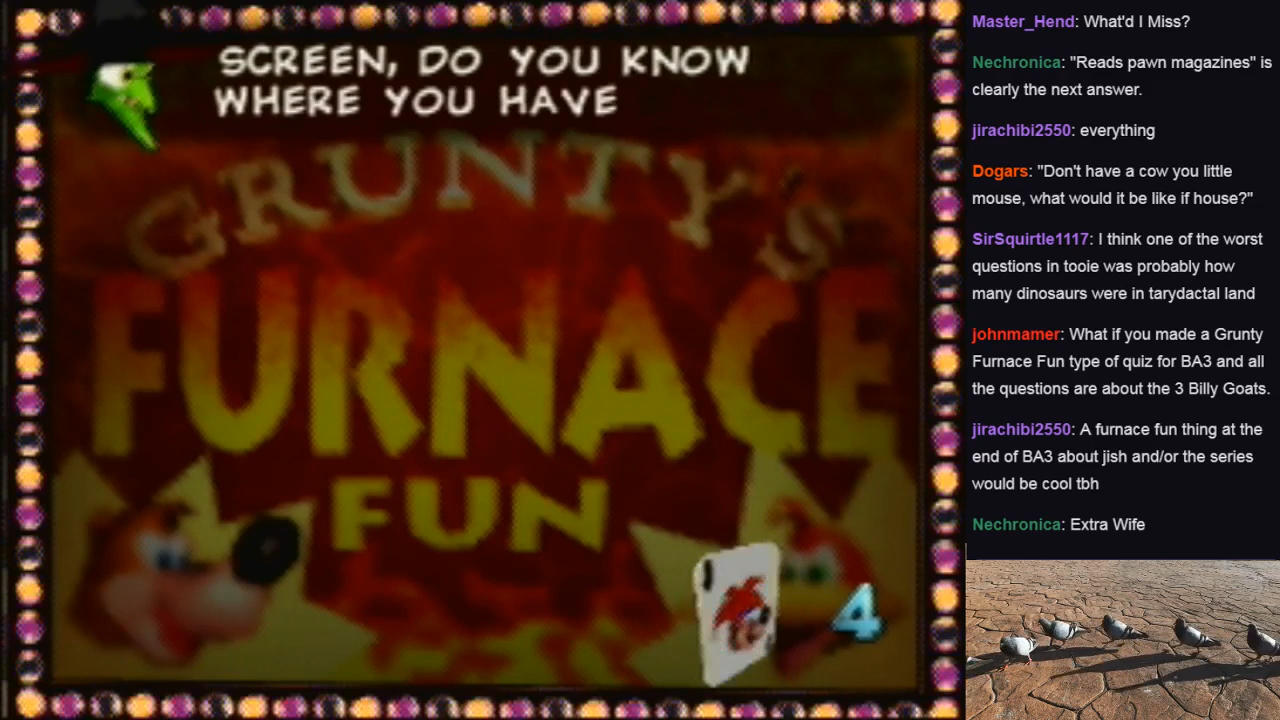 SCREEN, DO YOU KNOW
WHERE YOU HAVE
GRUNTY'S
FURNACE
FUN
4
Master_Hend: What'd I Miss?
Nechronica: "Reads pawn magazines" is
clearly the next answer.
jirachibi2550: everything
Dogars: "Don't have a cow you little
mouse, what would it be like if house?"
SirSquirtle1117: I think one of the worst
questions in tooie was probably how
many dinosaurs were in tarydactal land
johnmamer: What if you made a Grunty
Furnace Fun type of quiz for BA3 and all
the questions are about the 3 Billy Goats.
jirachibi2550: A furnace fun thing at the
end of BA3 about jish and/or the series
would be cool tbh
Nechronica: Extra Wife